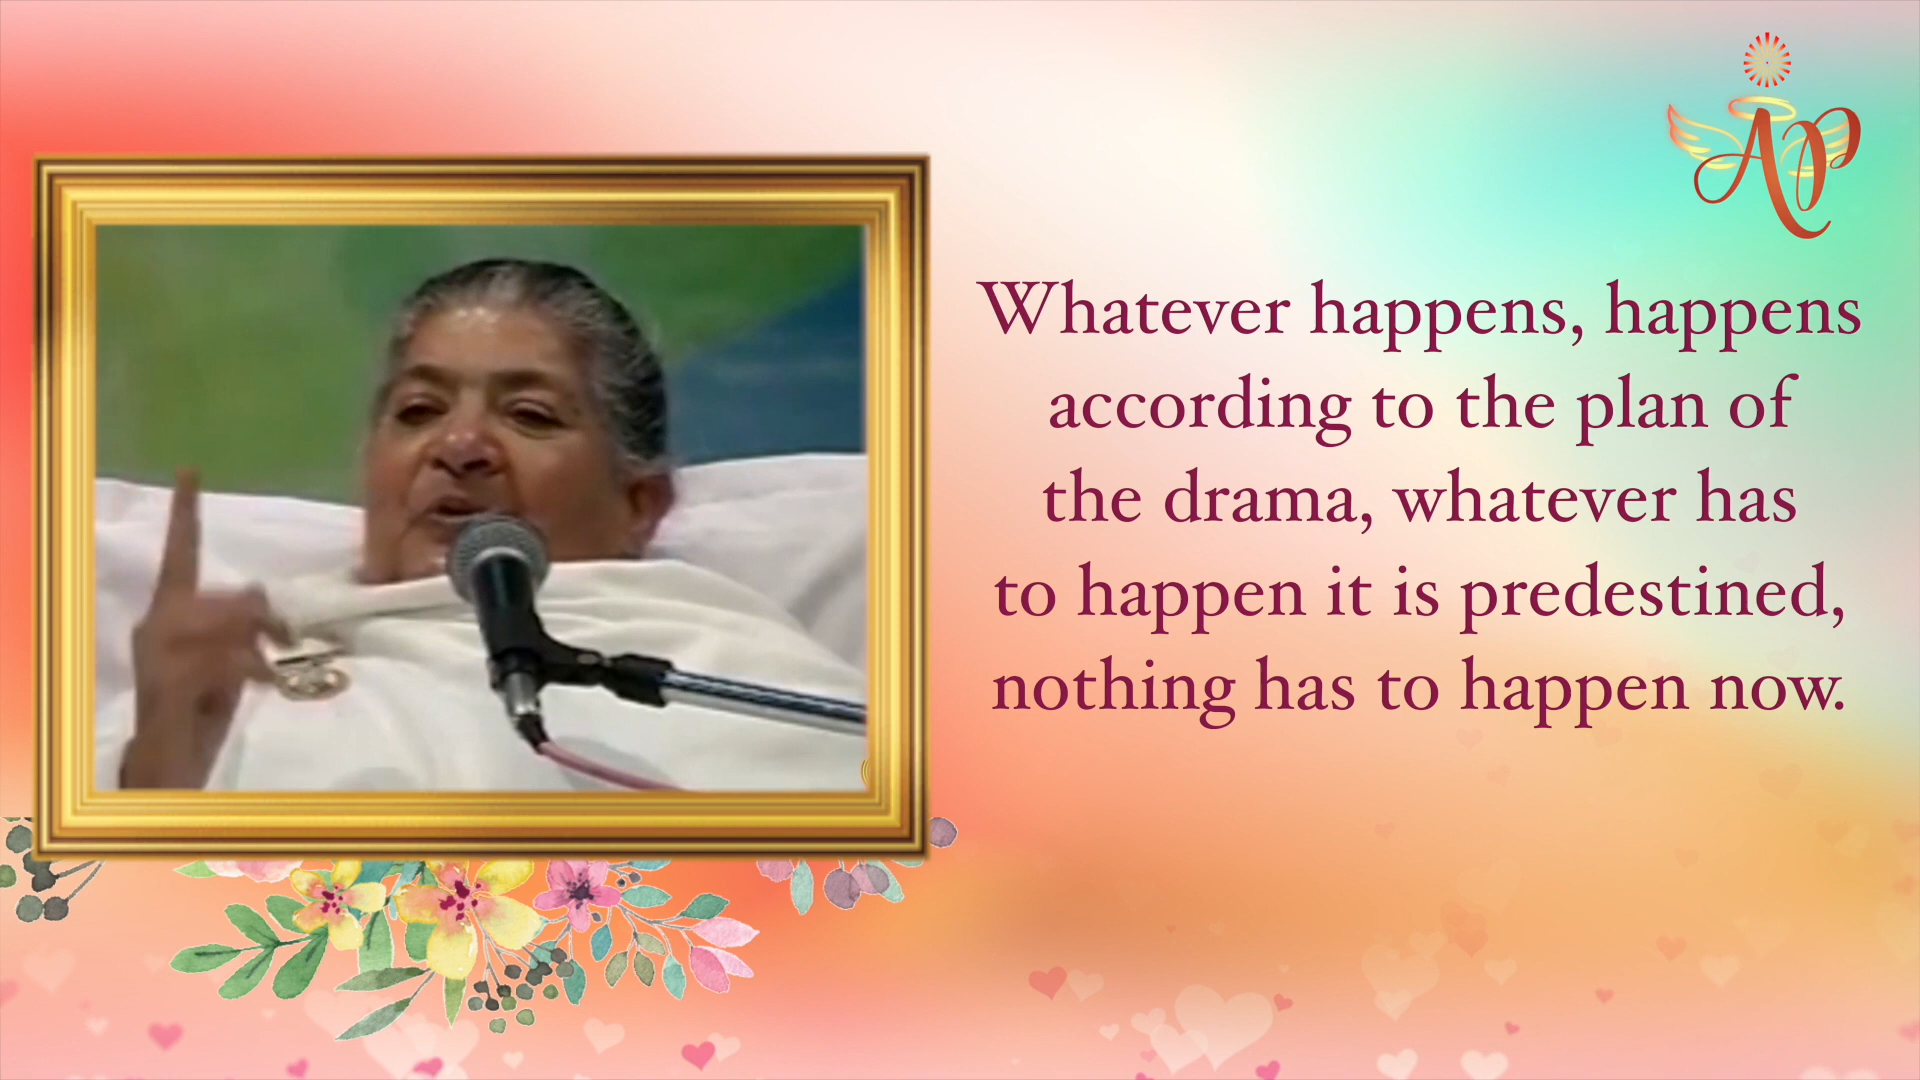 AP
Whatever happens, happens
according to the plan of
the drama, whatever has
to happen it is predestined,
nothing has to happen now.